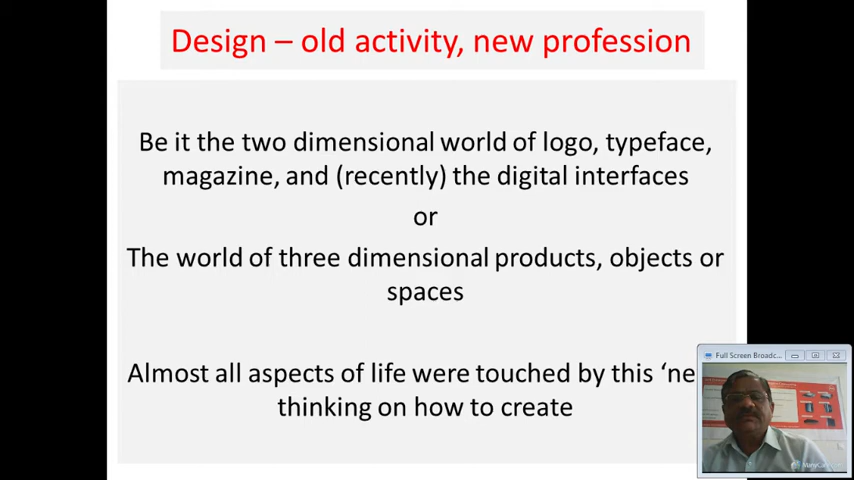 Design – old activity, new profession
Be it the two dimensional world of logo, typeface,
magazine, and (recently) the digital interfaces
or
The world of three dimensional products, objects or
spaces
Almost all aspects of life were touched by this
thinking on how to create
Full Screen Broadc...